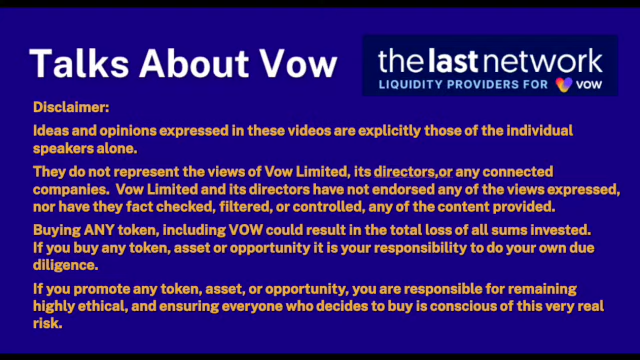 Talks About Vow
thelastnetwork
LIQUIDITY PROVIDERS FOR VOW
Disclaimer:
Ideas and opinions expressed in these videos are explicitly those of the individual
speakers alone.
They do not represent the views of Vow Limited, its directors,or any connected
companies. Vow Limited and its directors have not endorsed any of the views expressed,
nor have they fact checked, filtered, or controlled, any of the content provided.
Buying ANY token, including VOW could result in the total loss of all sums invested.
If you buy any token, asset or opportunity it is your responsibility to do your own due
diligence.
If you promote any token, asset, or opportunity, you are responsible for remaining
highly ethical, and ensuring everyone who decides to buy is conscious of this very real
risk.